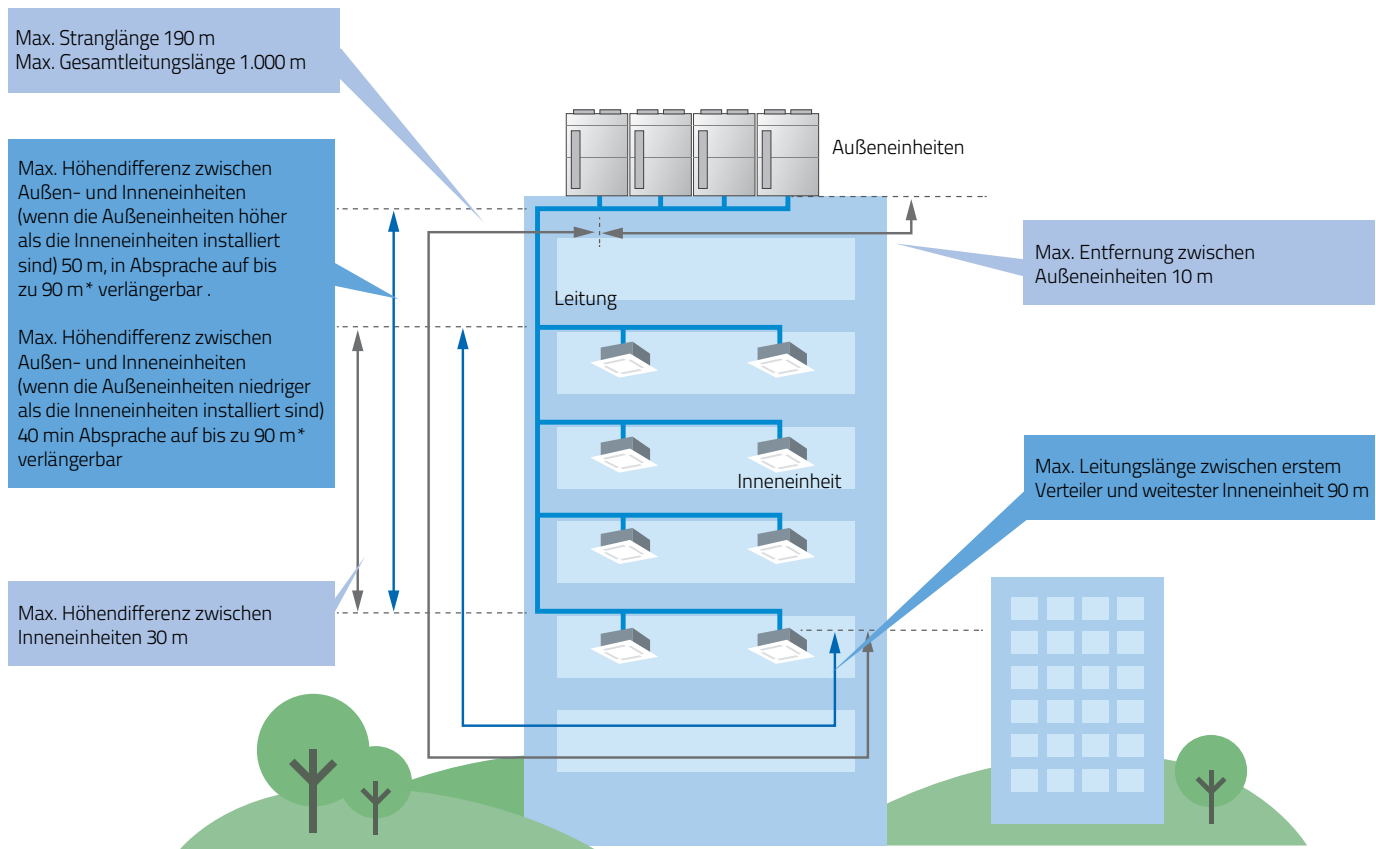 Max. Stranglänge 190 m
Max. Gesamtleitungslänge 1.000 m
Max. Höhendifferenz zwischen
Außen- und Inneneinheiten
(wenn die Außeneinheiten höher
als die Inneneinheiten installiert
sind) 50 m, in Absprache auf bis
zu 90 m* verlängerbar .
Max. Höhendifferenz zwischen
Außen- und Inneneinheiten
(wenn die Außeneinheiten niedriger
als die Inneneinheiten installiert sind)
40 min Absprache auf bis zu 90 m*
verlängerbar
Max. Höhendifferenz zwischen
Inneneinheiten 30 m
Außeneinheiten
Leitung
Inneneinheit
Max. Entfernung zwischen
Außeneinheiten 10 m
Max. Leitungslänge zwischen erstem
Verteiler und weitester Inneneinheit 90 m